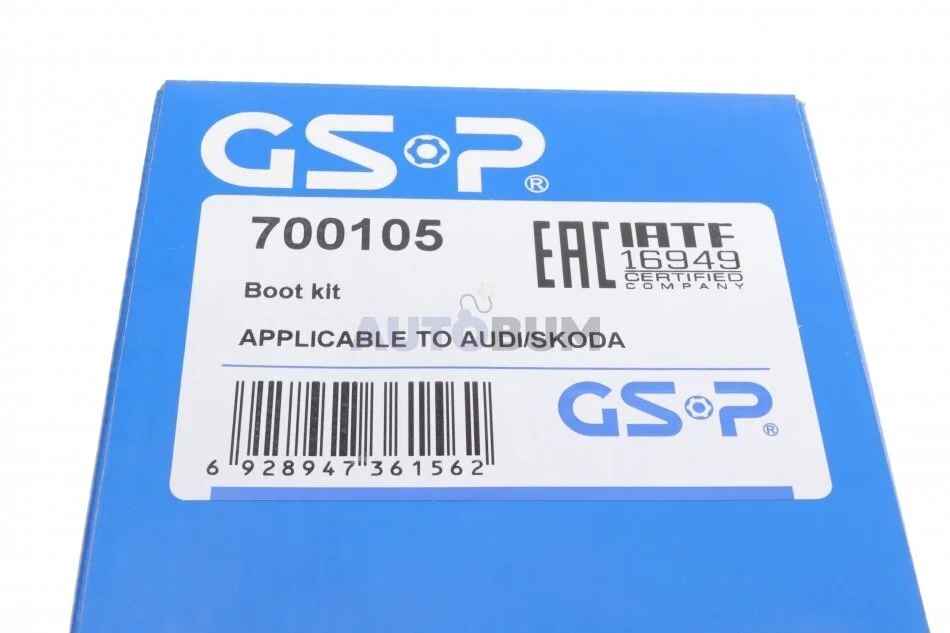 GSP®
700105
EAC
IATF
16949
CERTIFIED
COMPANY
Boot kit
AUTOBUM
APPLICABLE TO AUDI/SKODA
GSP®
6 928947 361562